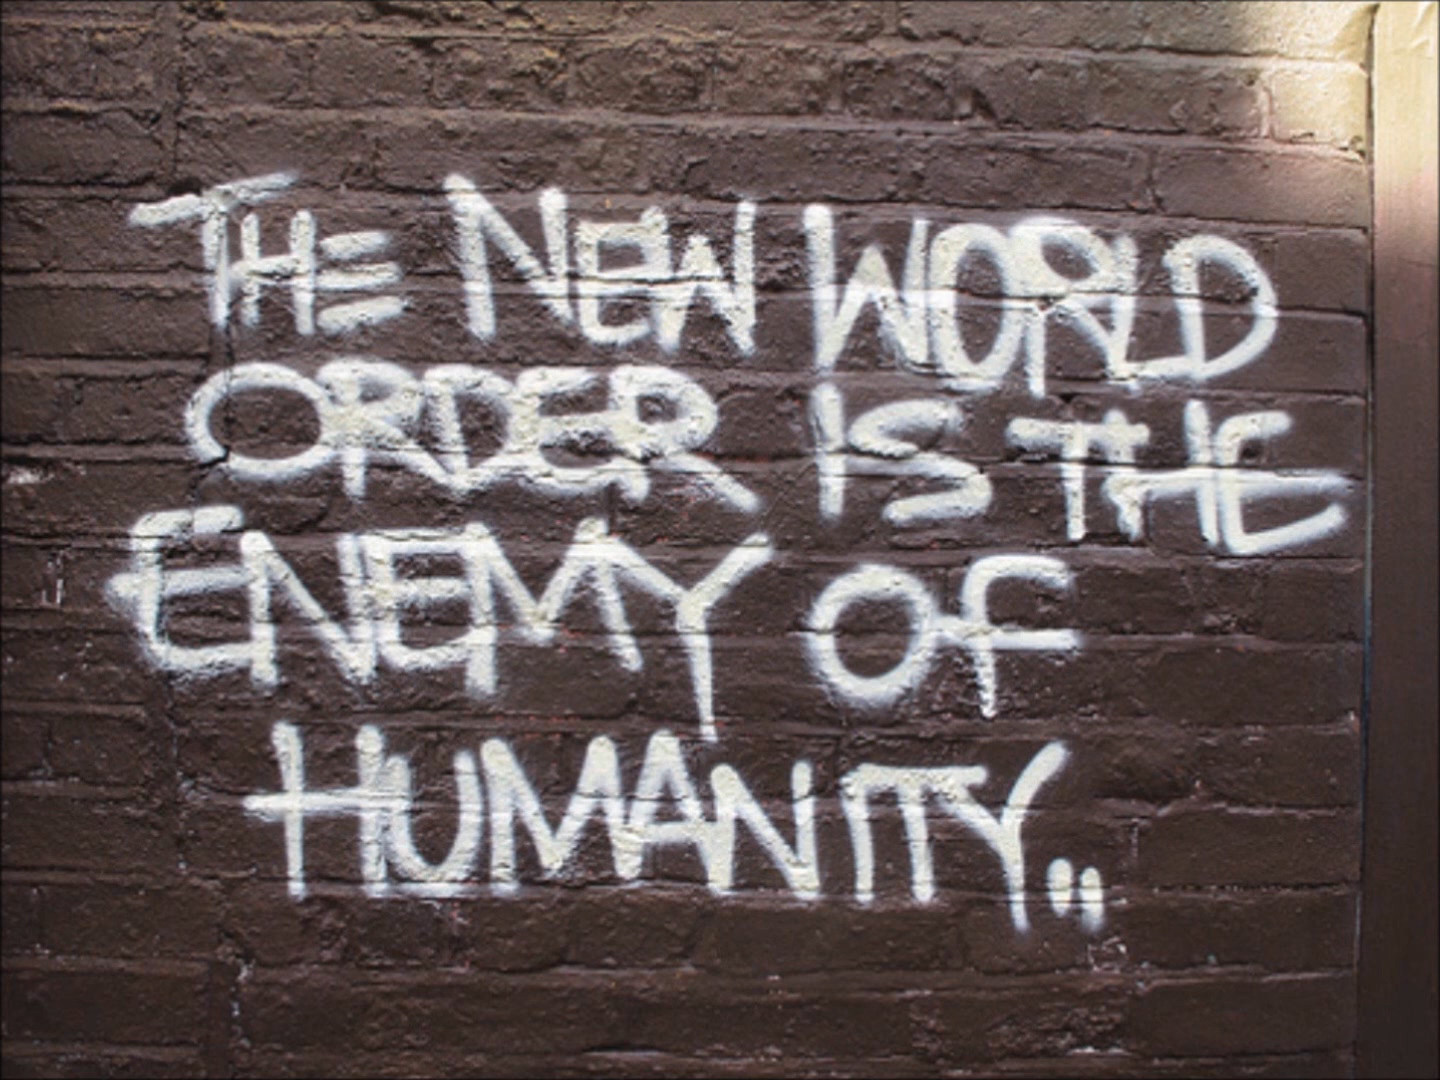 THE NEW WORLD
ORDER IS THE
ENEMY OF
HUMANITY..